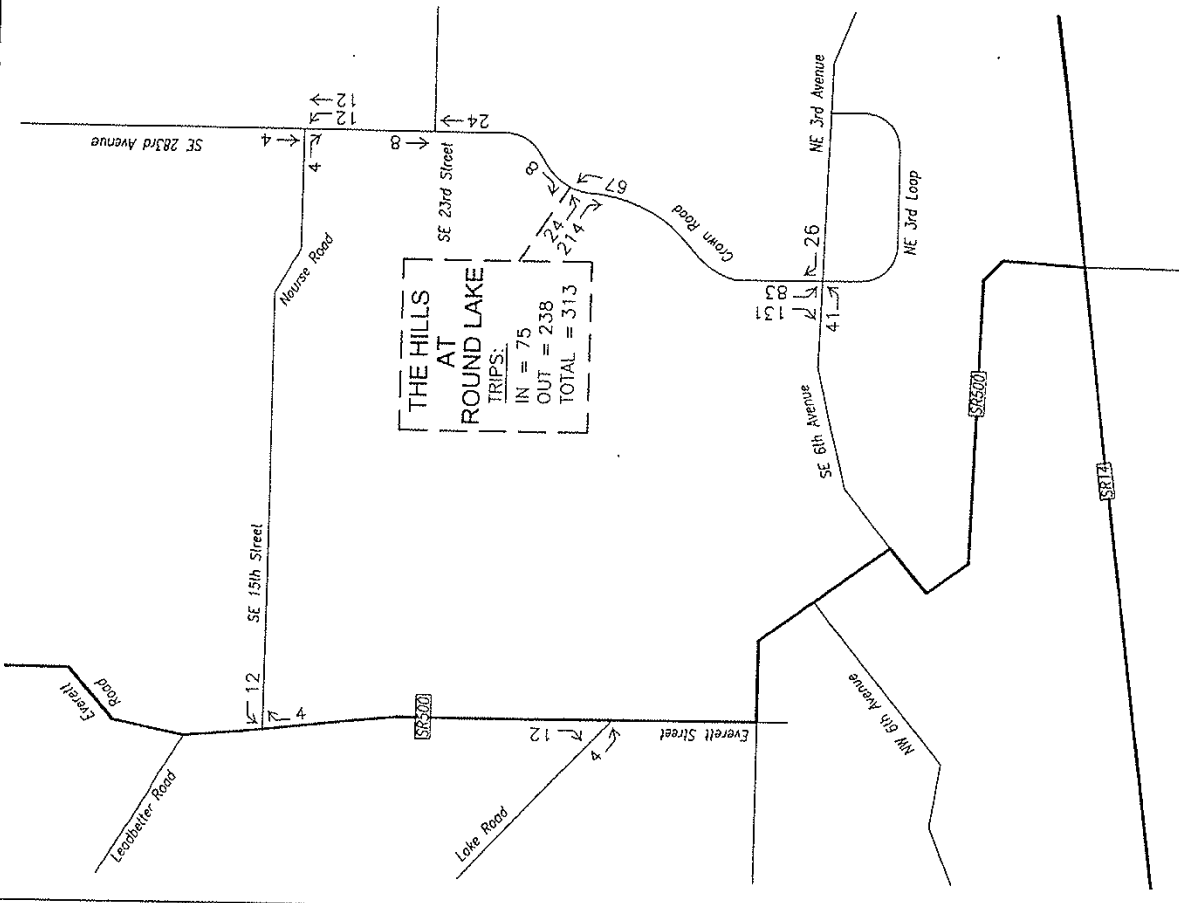 SE 283rd Avenue
4
12
12
4
8
24
SE 23rd Street
Nourse Road
8
24
214
67
Crown Road
THE HILLS
AT
ROUND LAKE
TRIPS:
IN = 75
OUT = 238
TOTAL = 313
NE 3rd Avenue
NE 3rd Loop
26
83
131
41
SE 6th Avenue
SR500
SR14
SE 15th Street
12
4
Everett
Road
SR500
Leadbetter Road
12
4
Everett Street
Lake Road
NW 6th Avenue